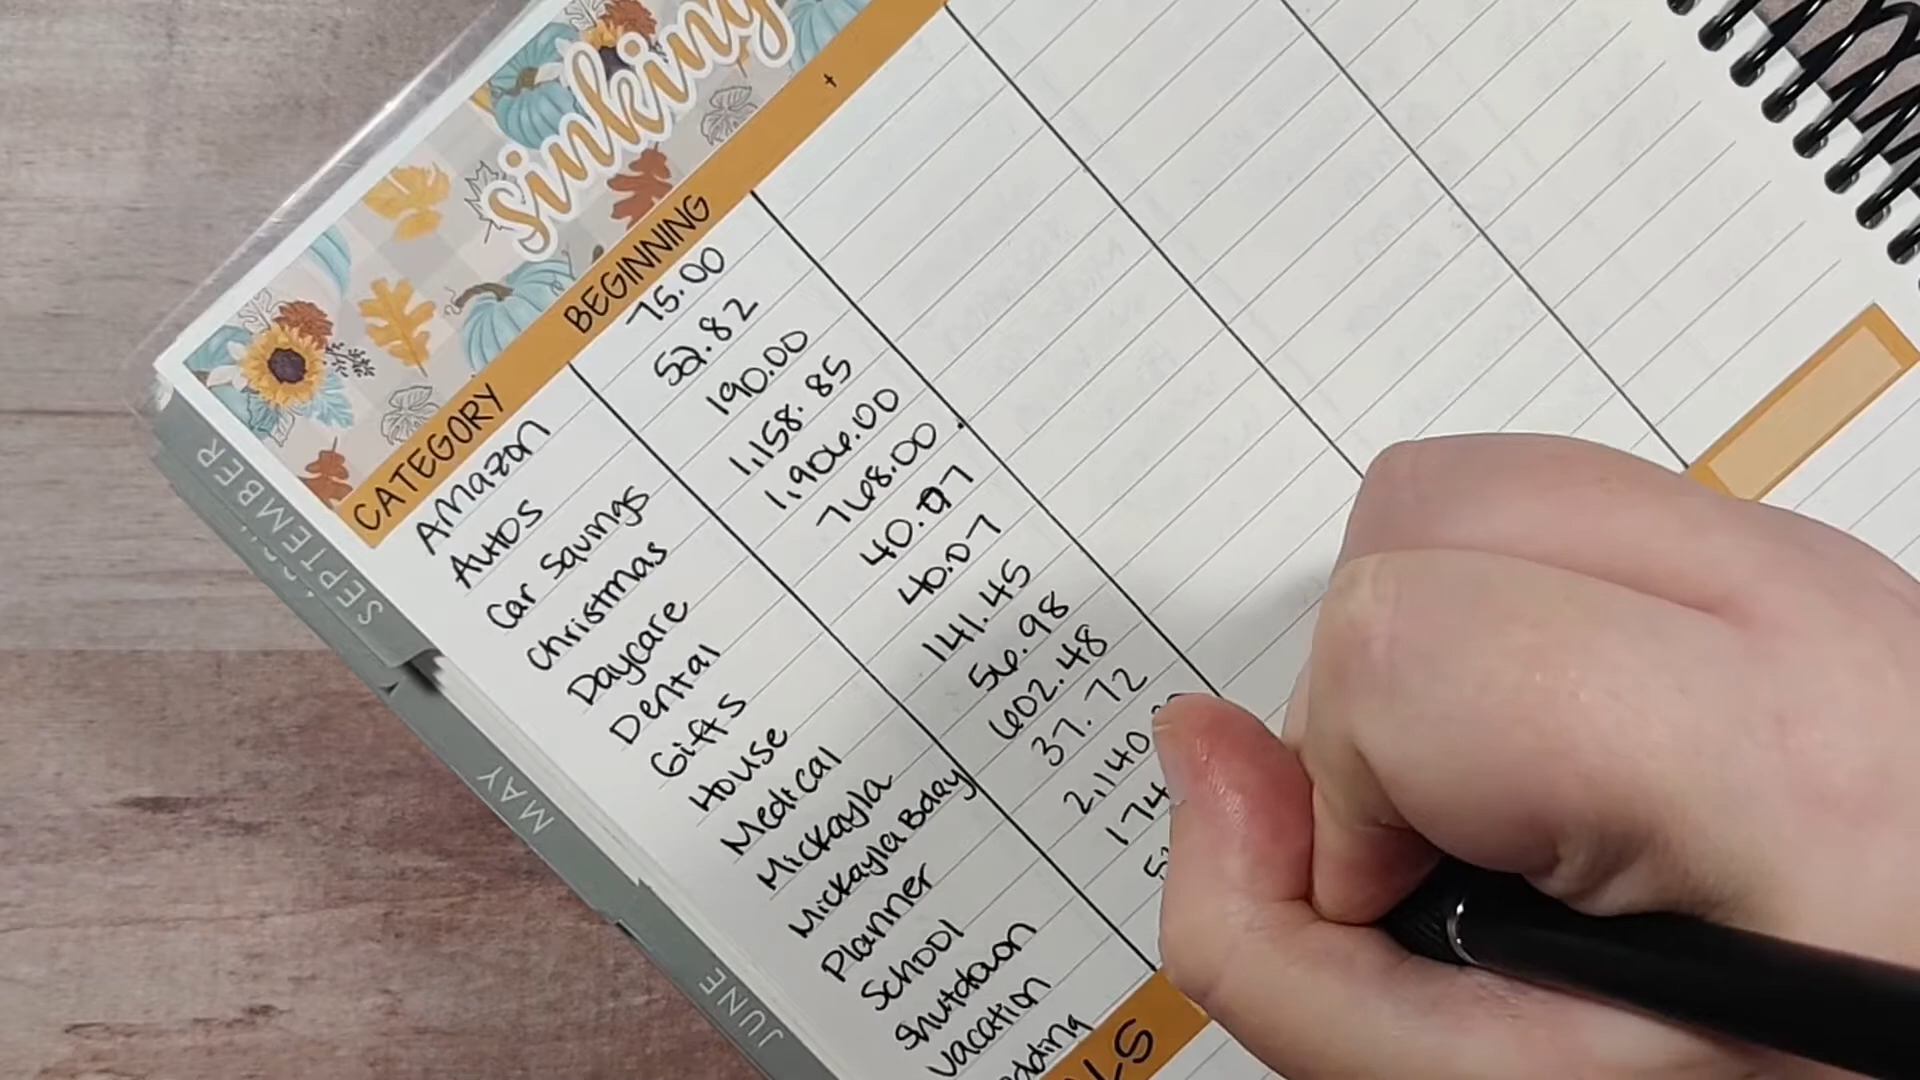 sinking
CATEGORY BEGINNING +
Amazon 75.00
Autos 52.82
Car Savings 190.00
Christmas 1,158.85
Daycare 1,906.00
Dental 768.00
Gifts
House 40.07
Medical 141.45
Mickayla 56.98
Mickayla Bday 602.48
Planner 37.72
School
Shutdown
Vacation
SEPTEMBER
MAY
JUNE